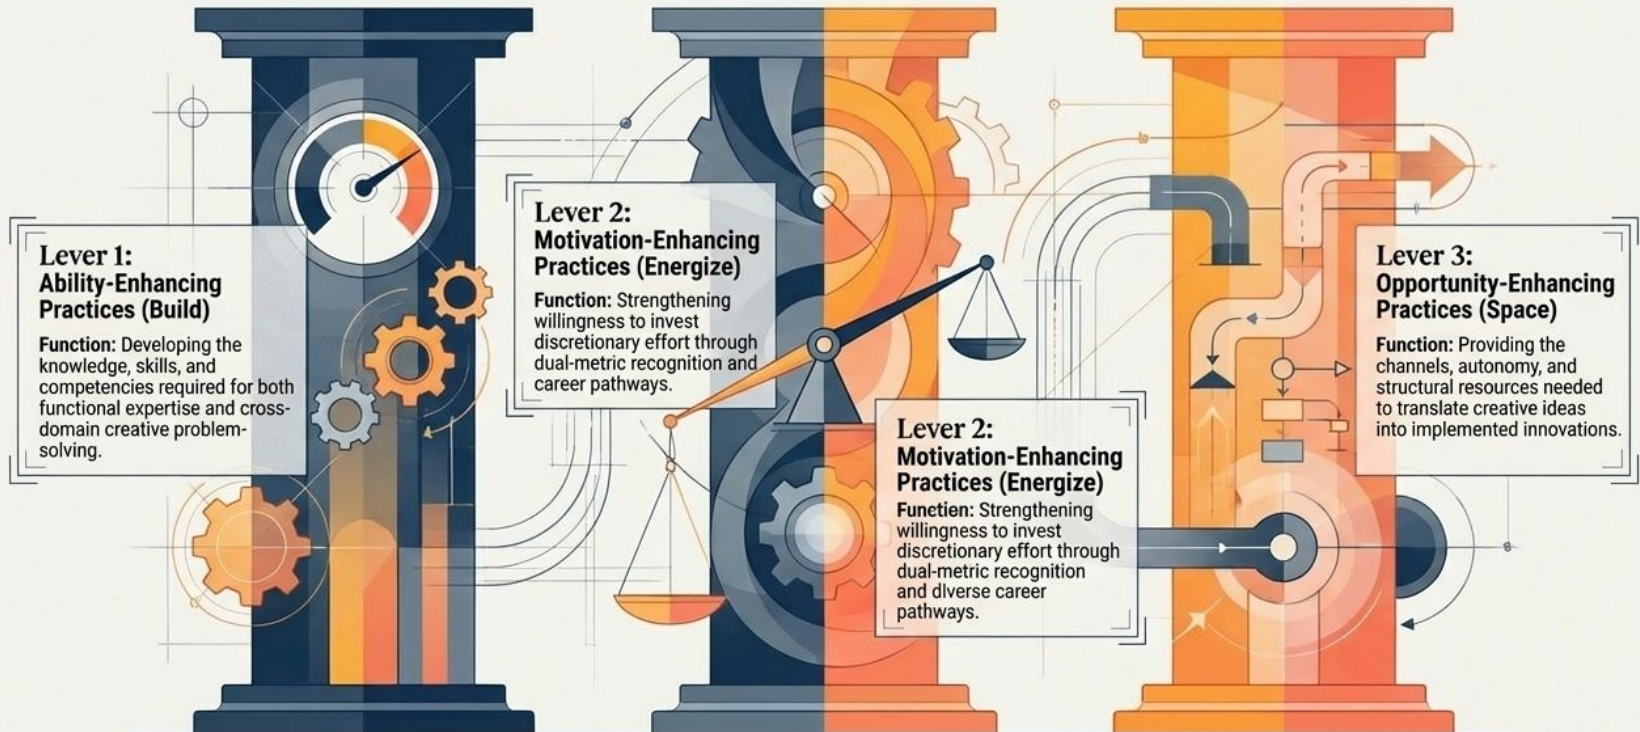 Lever 1:
Ability-Enhancing
Practices (Build)
Function: Developing the
knowledge, skills, and
competencies required for both
functional expertise and cross-
domain creative problem-
solving.
Lever 2:
Motivation-Enhancing
Practices (Energize)
Function: Strengthening
willingness to invest
discretionary effort through
dual-metric recognition and
career pathways.
Lever 2:
Motivation-Enhancing
Practices (Energize)
Function: Strengthening
willingness to invest
discretionary effort through
dual-metric recognition
and diverse career
pathways.
Lever 3:
Opportunity-Enhancing
Practices (Space)
Function: Providing the
channels, autonomy, and
structural resources needed
to translate creative ideas
into implemented innovations.